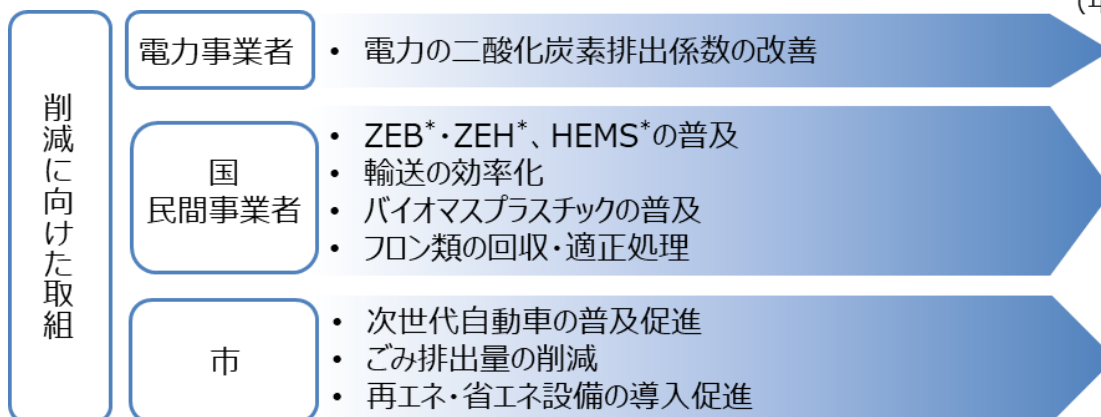 削減に向けた取組
電力事業者
• 電力の二酸化炭素排出係数の改善
国
民間事業者
• ZEB*・ZEH*、HEMS*の普及
• 輸送の効率化
• バイオマスプラスチックの普及
• フロン類の回収・適正処理
市
• 次世代自動車の普及促進
• ごみ排出量の削減
• 再エネ・省エネ設備の導入促進